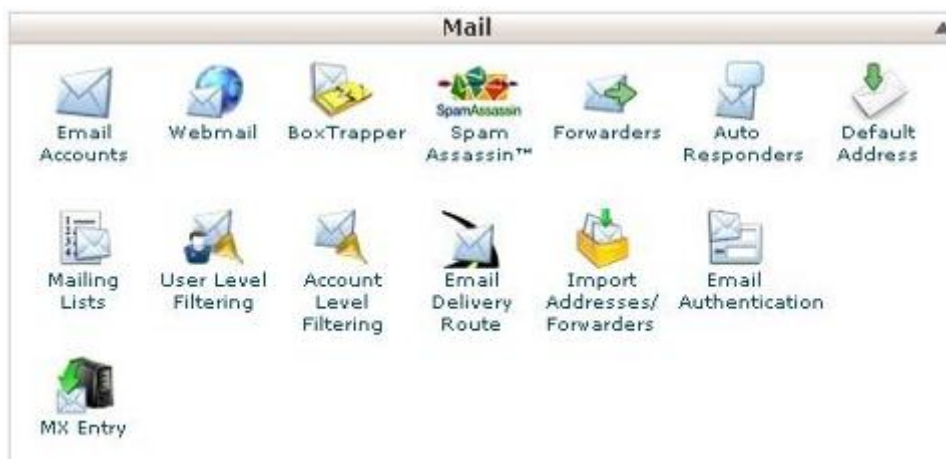 Mail
Email
Accounts
Webmail
BoxTrapper
SpamAssassin
Spam
Assassin™
Forwarders
Auto
Responders
Default
Address
Mailing
Lists
User Level
Filtering
Account
Level
Filtering
Email
Delivery
Route
Import
Addresses/
Forwarders
Email
Authentication
MX Entry